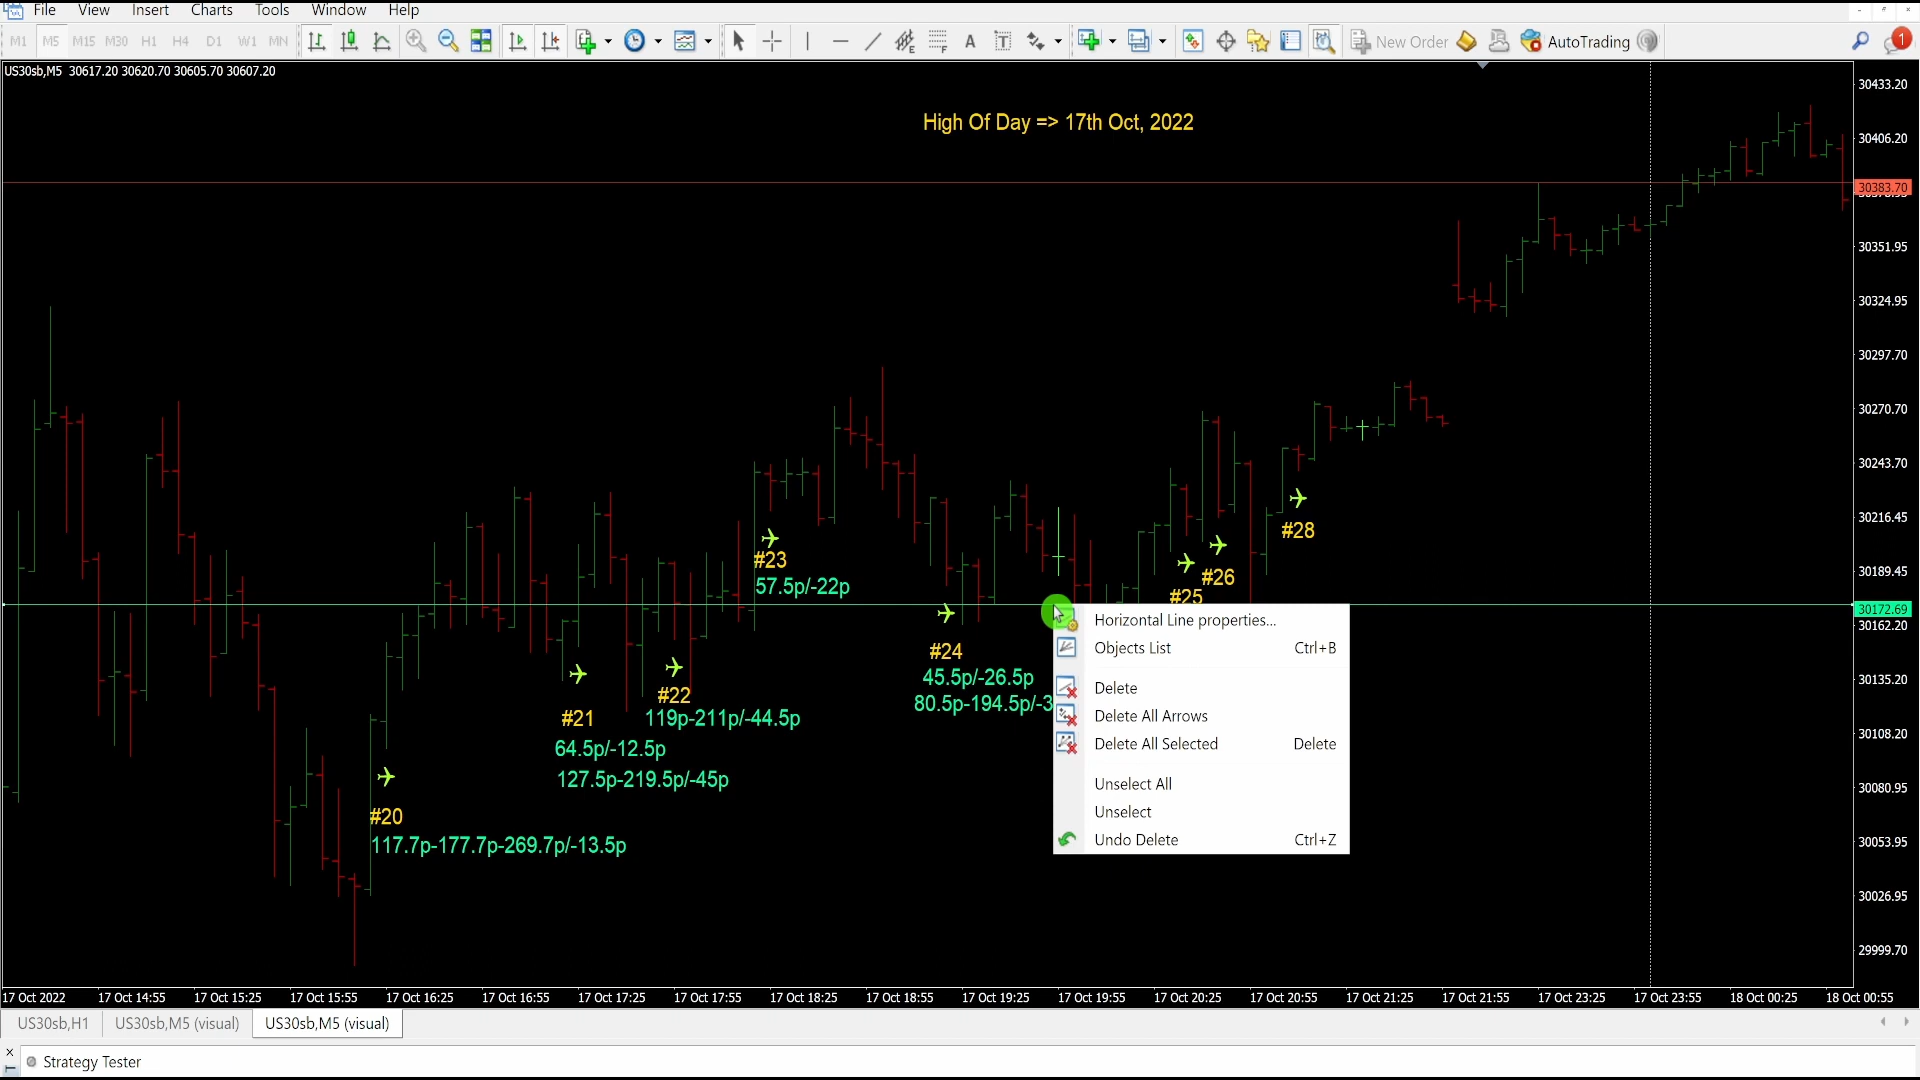 File View Insert Charts Tools Window Help
M1 M5 M15 M30 H1 H4 D1 W1 MN A T New Order AutoTrading 1
US30sb,M5 30617.20 30620.70 30605.70 30607.20
High Of Day => 17th Oct, 2022
30433.20
30406.20
30383.70
30351.95
30324.95
30297.70
30270.70
30243.70
30216.45
30189.45
30172.69
30162.20
30135.20
30108.20
30080.95
30053.95
30026.95
29999.70
#28
#23
57.5p/-22p
#26
#25
#24
45.5p/-26.5p
80.5p-194.5p/-3
#22
119p-211p/-44.5p
#21
64.5p/-12.5p
127.5p-219.5p/-45p
#20
117.7p-177.7p-269.7p/-13.5p
Horizontal Line properties...
Objects List Ctrl+B
Delete
Delete All Arrows
Delete All Selected Delete
Unselect All
Unselect
Undo Delete Ctrl+Z
17 Oct 2022 17 Oct 14:55 17 Oct 15:25 17 Oct 15:55 17 Oct 16:25 17 Oct 16:55 17 Oct 17:25 17 Oct 17:55 17 Oct 18:25 17 Oct 18:55 17 Oct 19:25 17 Oct 19:55 17 Oct 20:25 17 Oct 20:55 17 Oct 21:25 17 Oct 21:55 17 Oct 23:25 17 Oct 23:55 18 Oct 00:25 18 Oct 00:55
US30sb,H1 US30sb,M5 (visual) US30sb,M5 (visual)
Strategy Tester